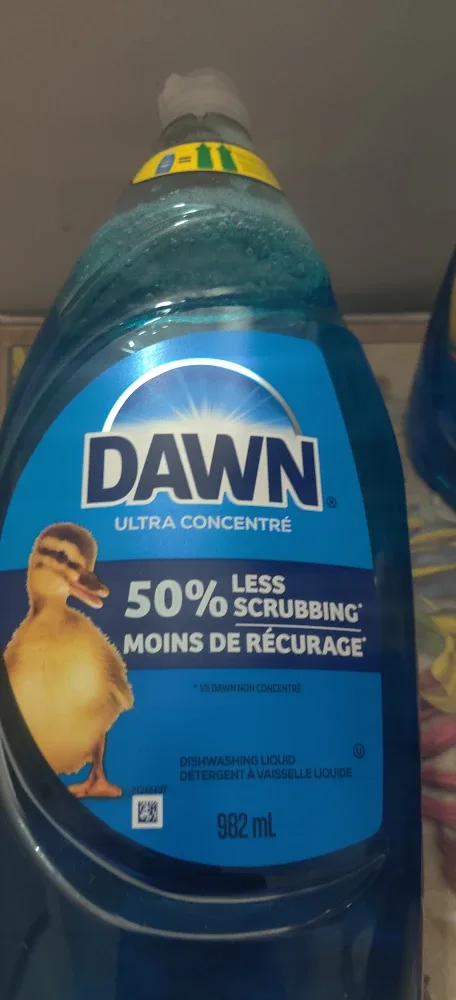 =
DAWN®
ULTRA CONCENTRÉ
50% LESS
SCRUBBING*
MOINS DE RÉCURAGE*
* VS DAWN NON CONCENTRÉ
U
DISHWASHING LIQUID
DÉTERGENT À VAISSELLE LIQUIDE
982 mL